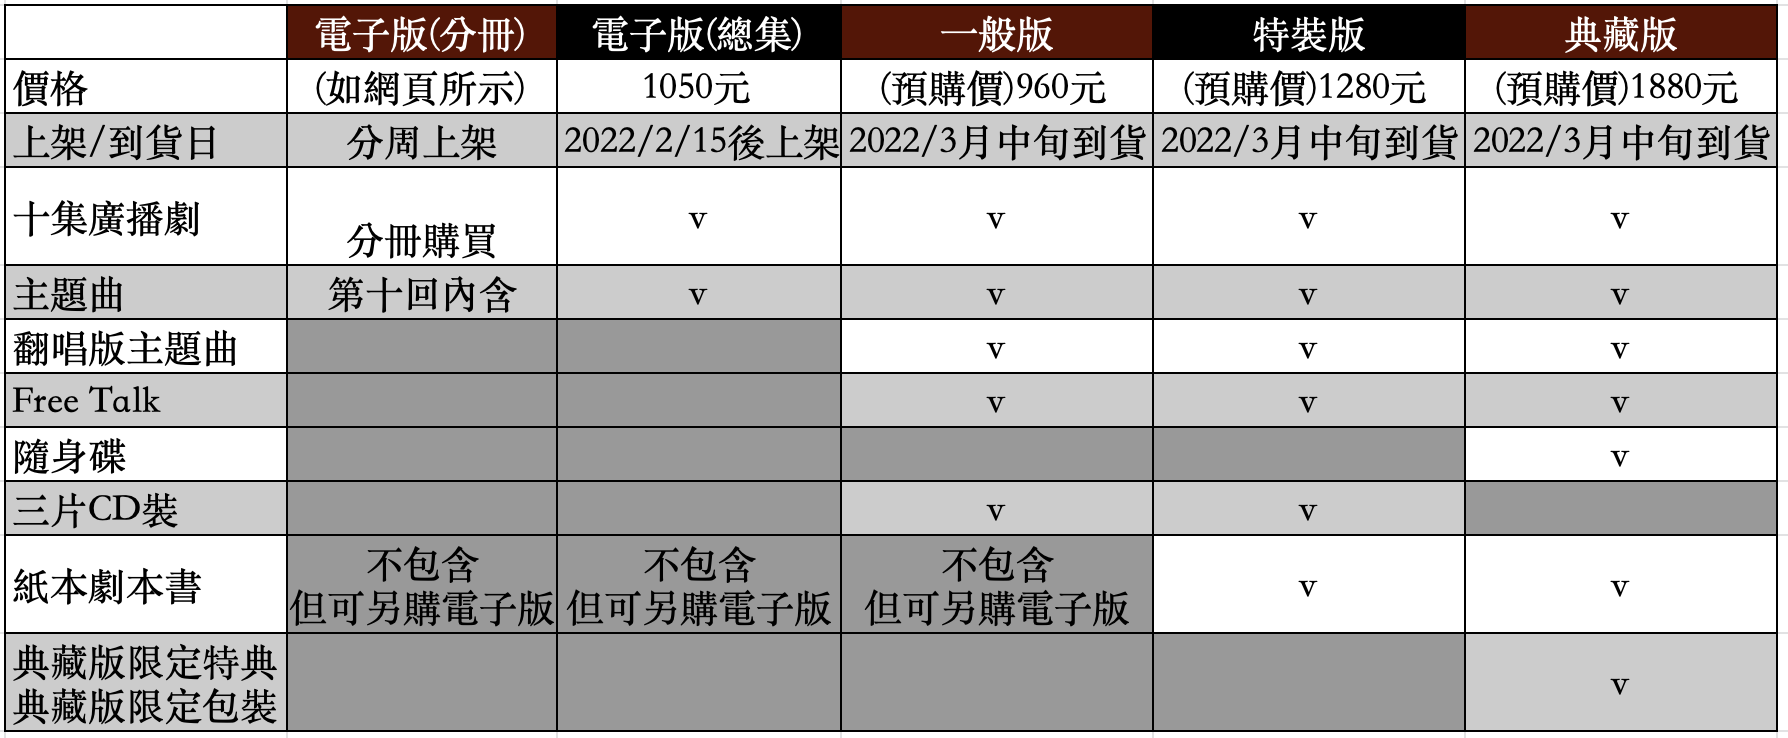 電子版(分冊) 電子版(總集) 一般版 特裝版 典藏版
價格 (如網頁所示) 1050元 (預購價)960元 (預購價)1280元 (預購價)1880元
上架/到貨日 分周上架 2022/2/15後上架 2022/3月中旬到貨 2022/3月中旬到貨 2022/3月中旬到貨
十集廣播劇 分冊購買 v v v v
主題曲 第十回內含 v v v v
翻唱版主題曲 v v v
Free Talk v v v
隨身碟 v
三片CD裝 v v
紙本劇本書 不包含 不包含 不包含 v v
但可另購電子版 但可另購電子版 但可另購電子版
典藏版限定特典
典藏版限定包裝 v